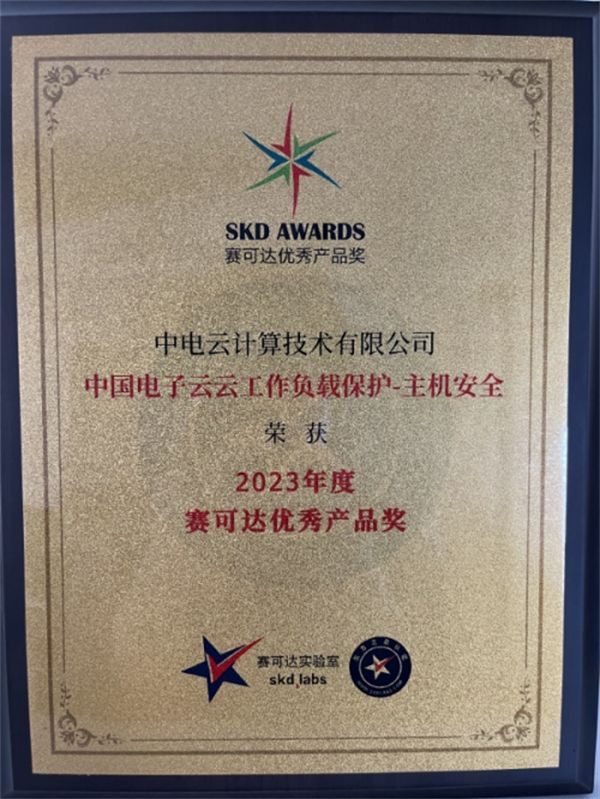 SKD AWARDS
赛可达优秀产品奖
中电云计算技术有限公司
中国电子云云工作负载保护-主机安全
荣 获
2023年度
赛可达优秀产品奖
赛可达实验室
skd labs